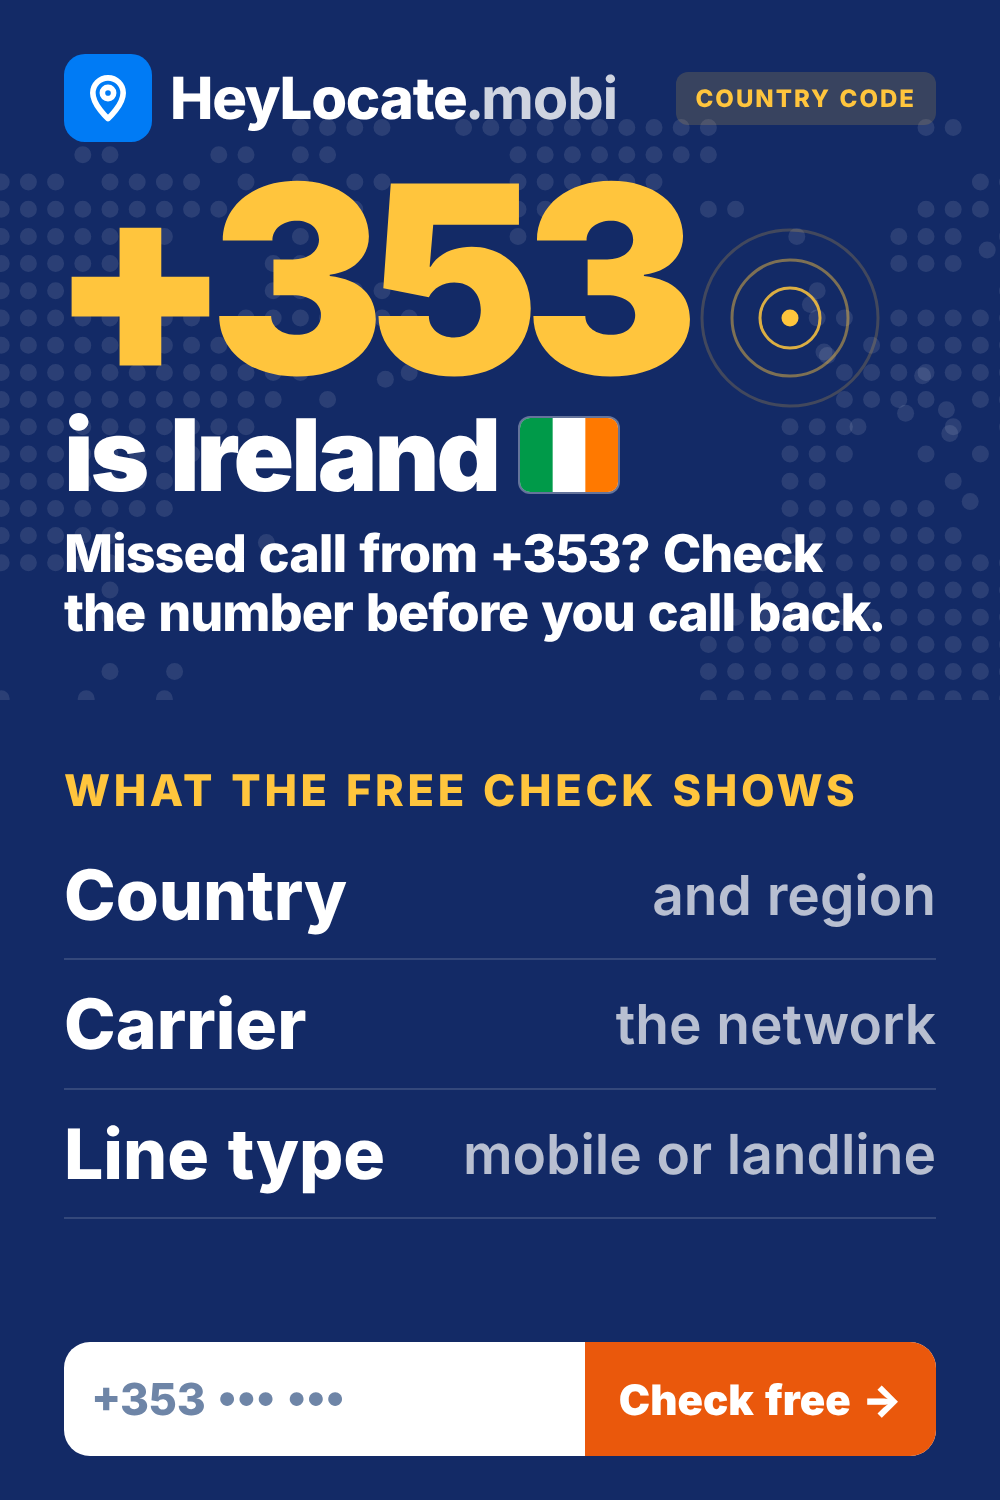 HeyLocate.mobi
COUNTRY CODE
+353
is Ireland
Missed call from +353? Check
the number before you call back.
WHAT THE FREE CHECK SHOWS
Country and region
Carrier the network
Line type mobile or landline
+353 ••• •••
Check free →